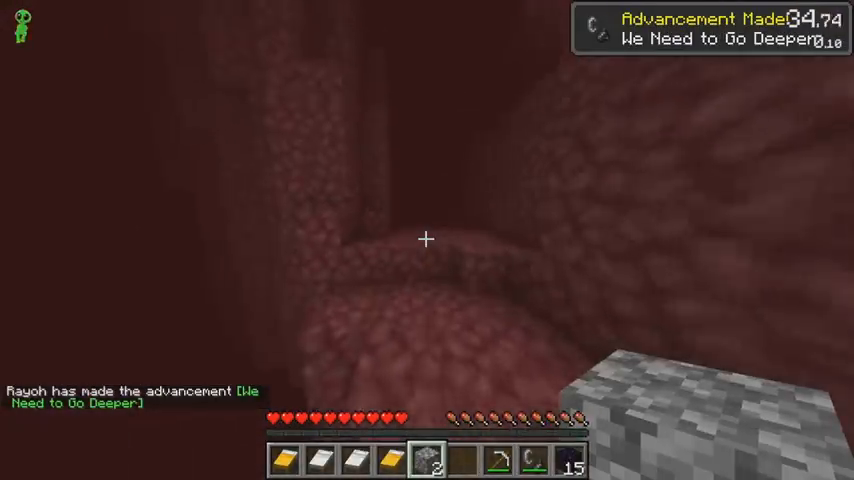 Advancement Made
34.74
We Need to Go Deeper
0.10
Rayoh has made the advancement [We
Need to Go Deeper]
2
15